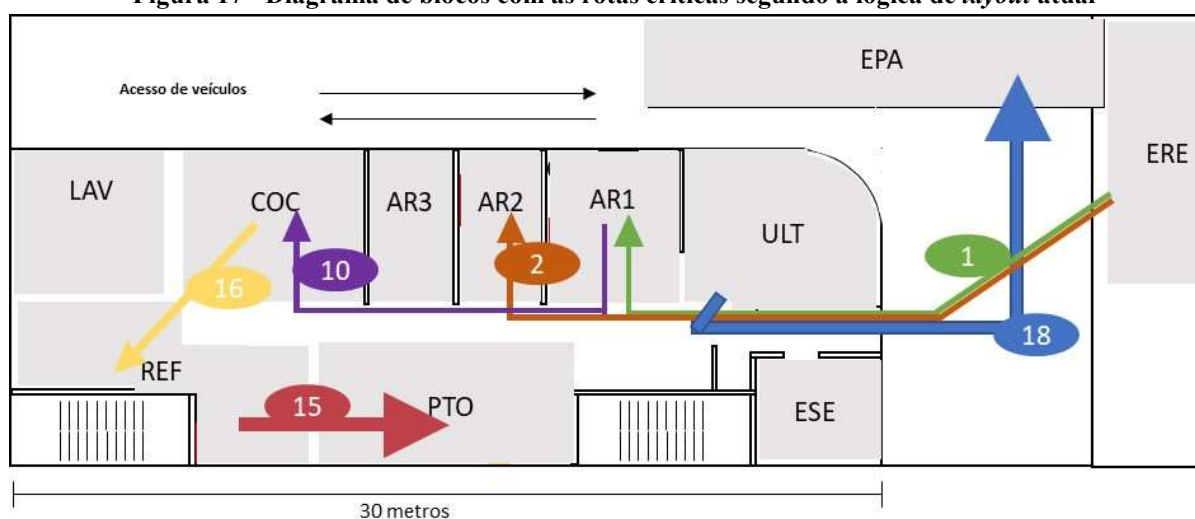 Figura 17 - Diagrama de blocos com as rotas críticas segundo a lógica de layout atual
EPA
Acesso de veículos
ERE
LAV
COC
AR3
AR2
AR1
ULT
10
2
1
16
18
REF
15
PTO
ESE
30 metros